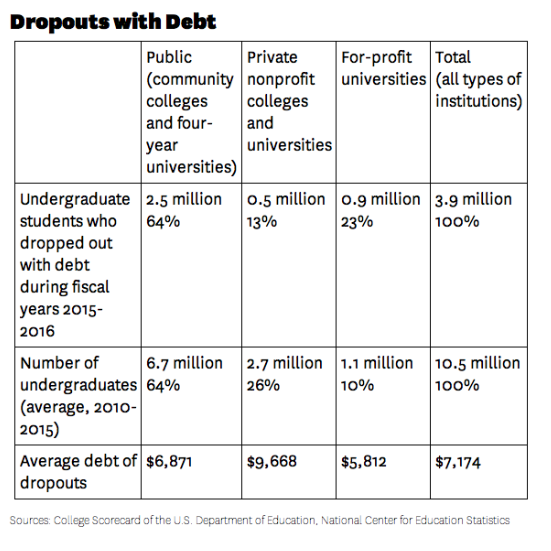 Dropouts with Debt
Public
(community
colleges
and four-
year
universities)
Private
nonprofit
colleges
and
universities
For-profit
universities
Total
(all types of
institutions)
Undergraduate
students who
dropped out
with debt
during fiscal
years 2015-
2016
2.5 million
64%
0.5 million
13%
0.9 million
23%
3.9 million
100%
Number of
undergraduates
(average, 2010-
2015)
6.7 million
64%
2.7 million
26%
1.1 million
10%
10.5 million
100%
Average debt of
dropouts
$6,871
$9,668
$5,812
$7,174
Sources: College Scorecard of the U.S. Department of Education, National Center for Education Statistics